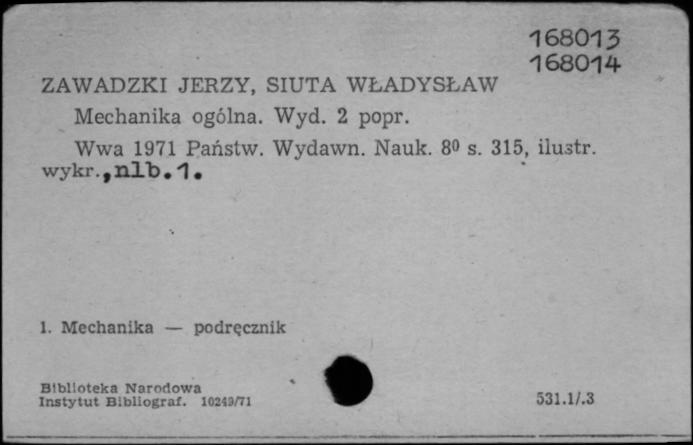 168013
168014
ZAWADZKI JERZY, SIUTA WŁADYSŁAW
Mechanika ogólna. Wyd. 2 popr.
Wwa 1971 Państw. Wydawn. Nauk. 8⁰ s. 315, ilustr.
wykr.,nlb.1.
1. Mechanika — podręcznik
Biblioteka Narodowa
Instytut Bibliograf. 10249/71
531.1/.3